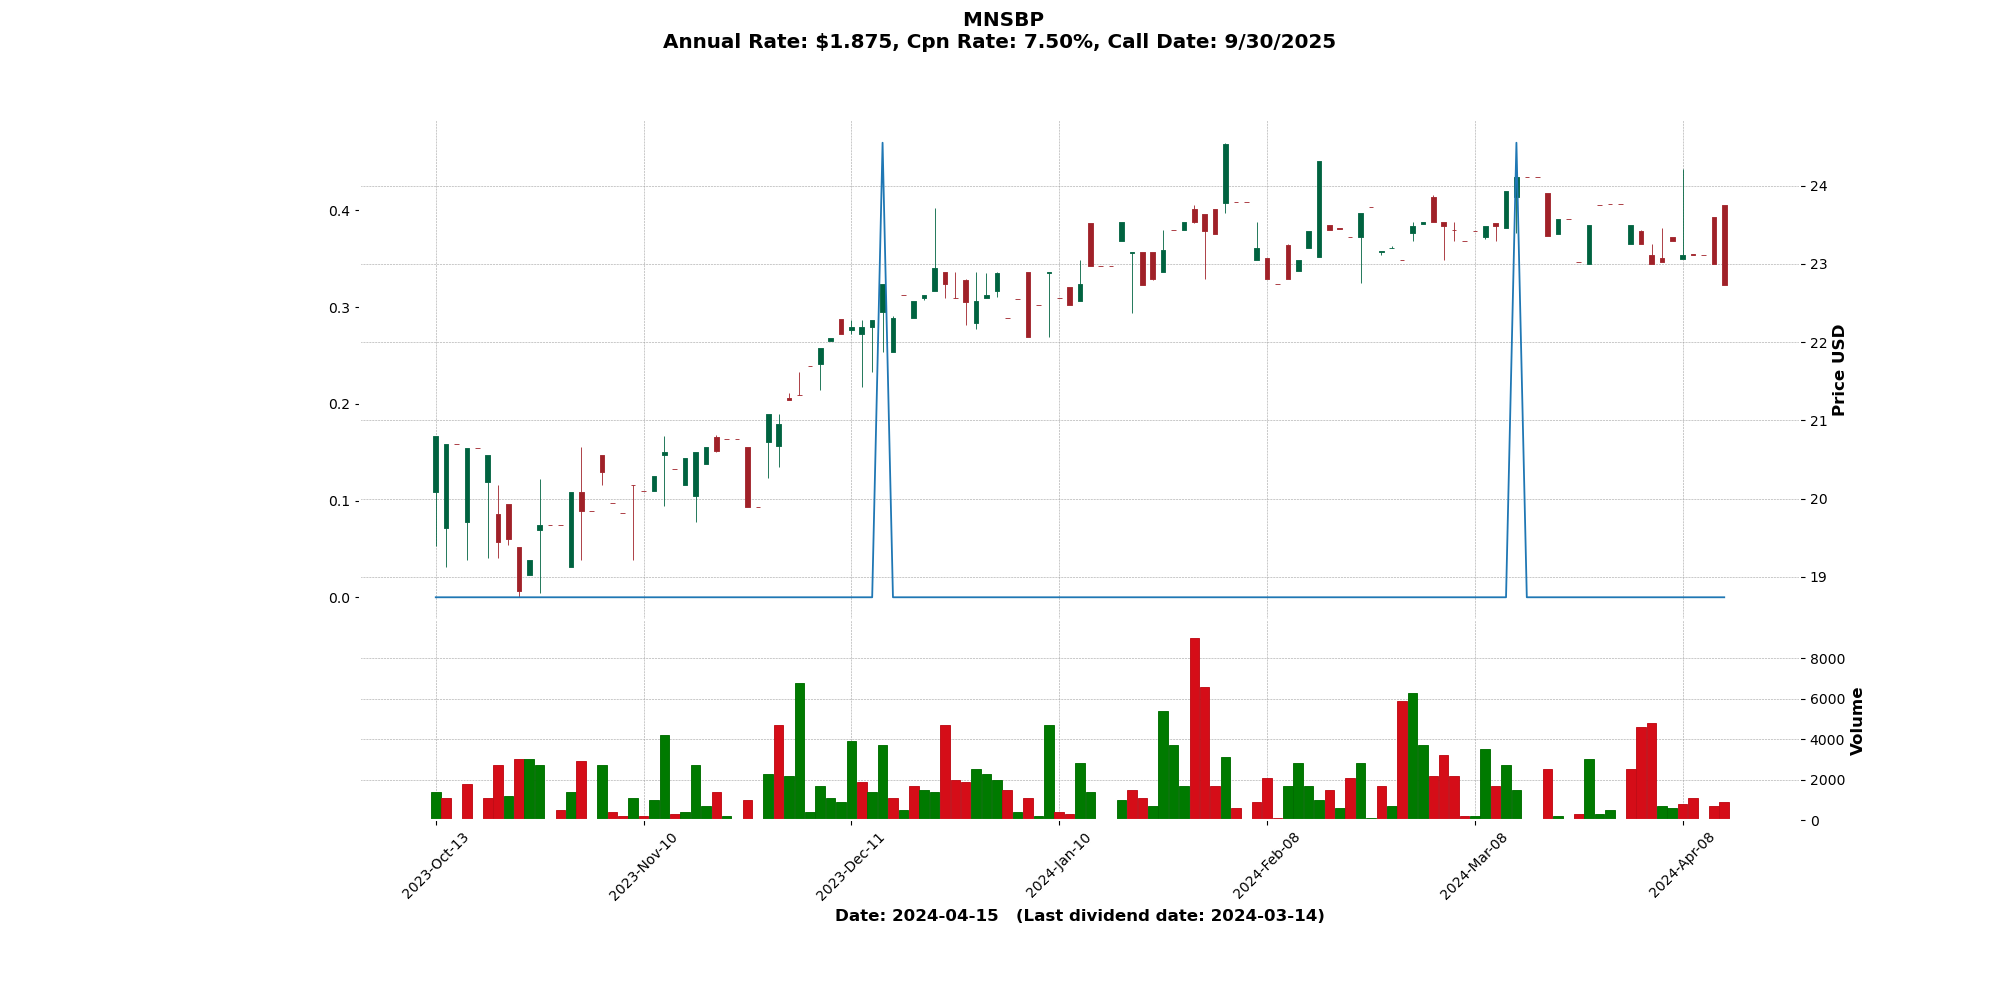 MNSBP
Annual Rate: $1.875, Cpn Rate: 7.50%, Call Date: 9/30/2025
0.4
0.3
0.2
0.1
0.0
24
23
22
21
20
19
Price USD
8000
6000
4000
2000
0
Volume
2023-Oct-13
2023-Nov-10
2023-Dec-11
2024-Jan-10
2024-Feb-08
2024-Mar-08
2024-Apr-08
Date: 2024-04-15 (Last dividend date: 2024-03-14)